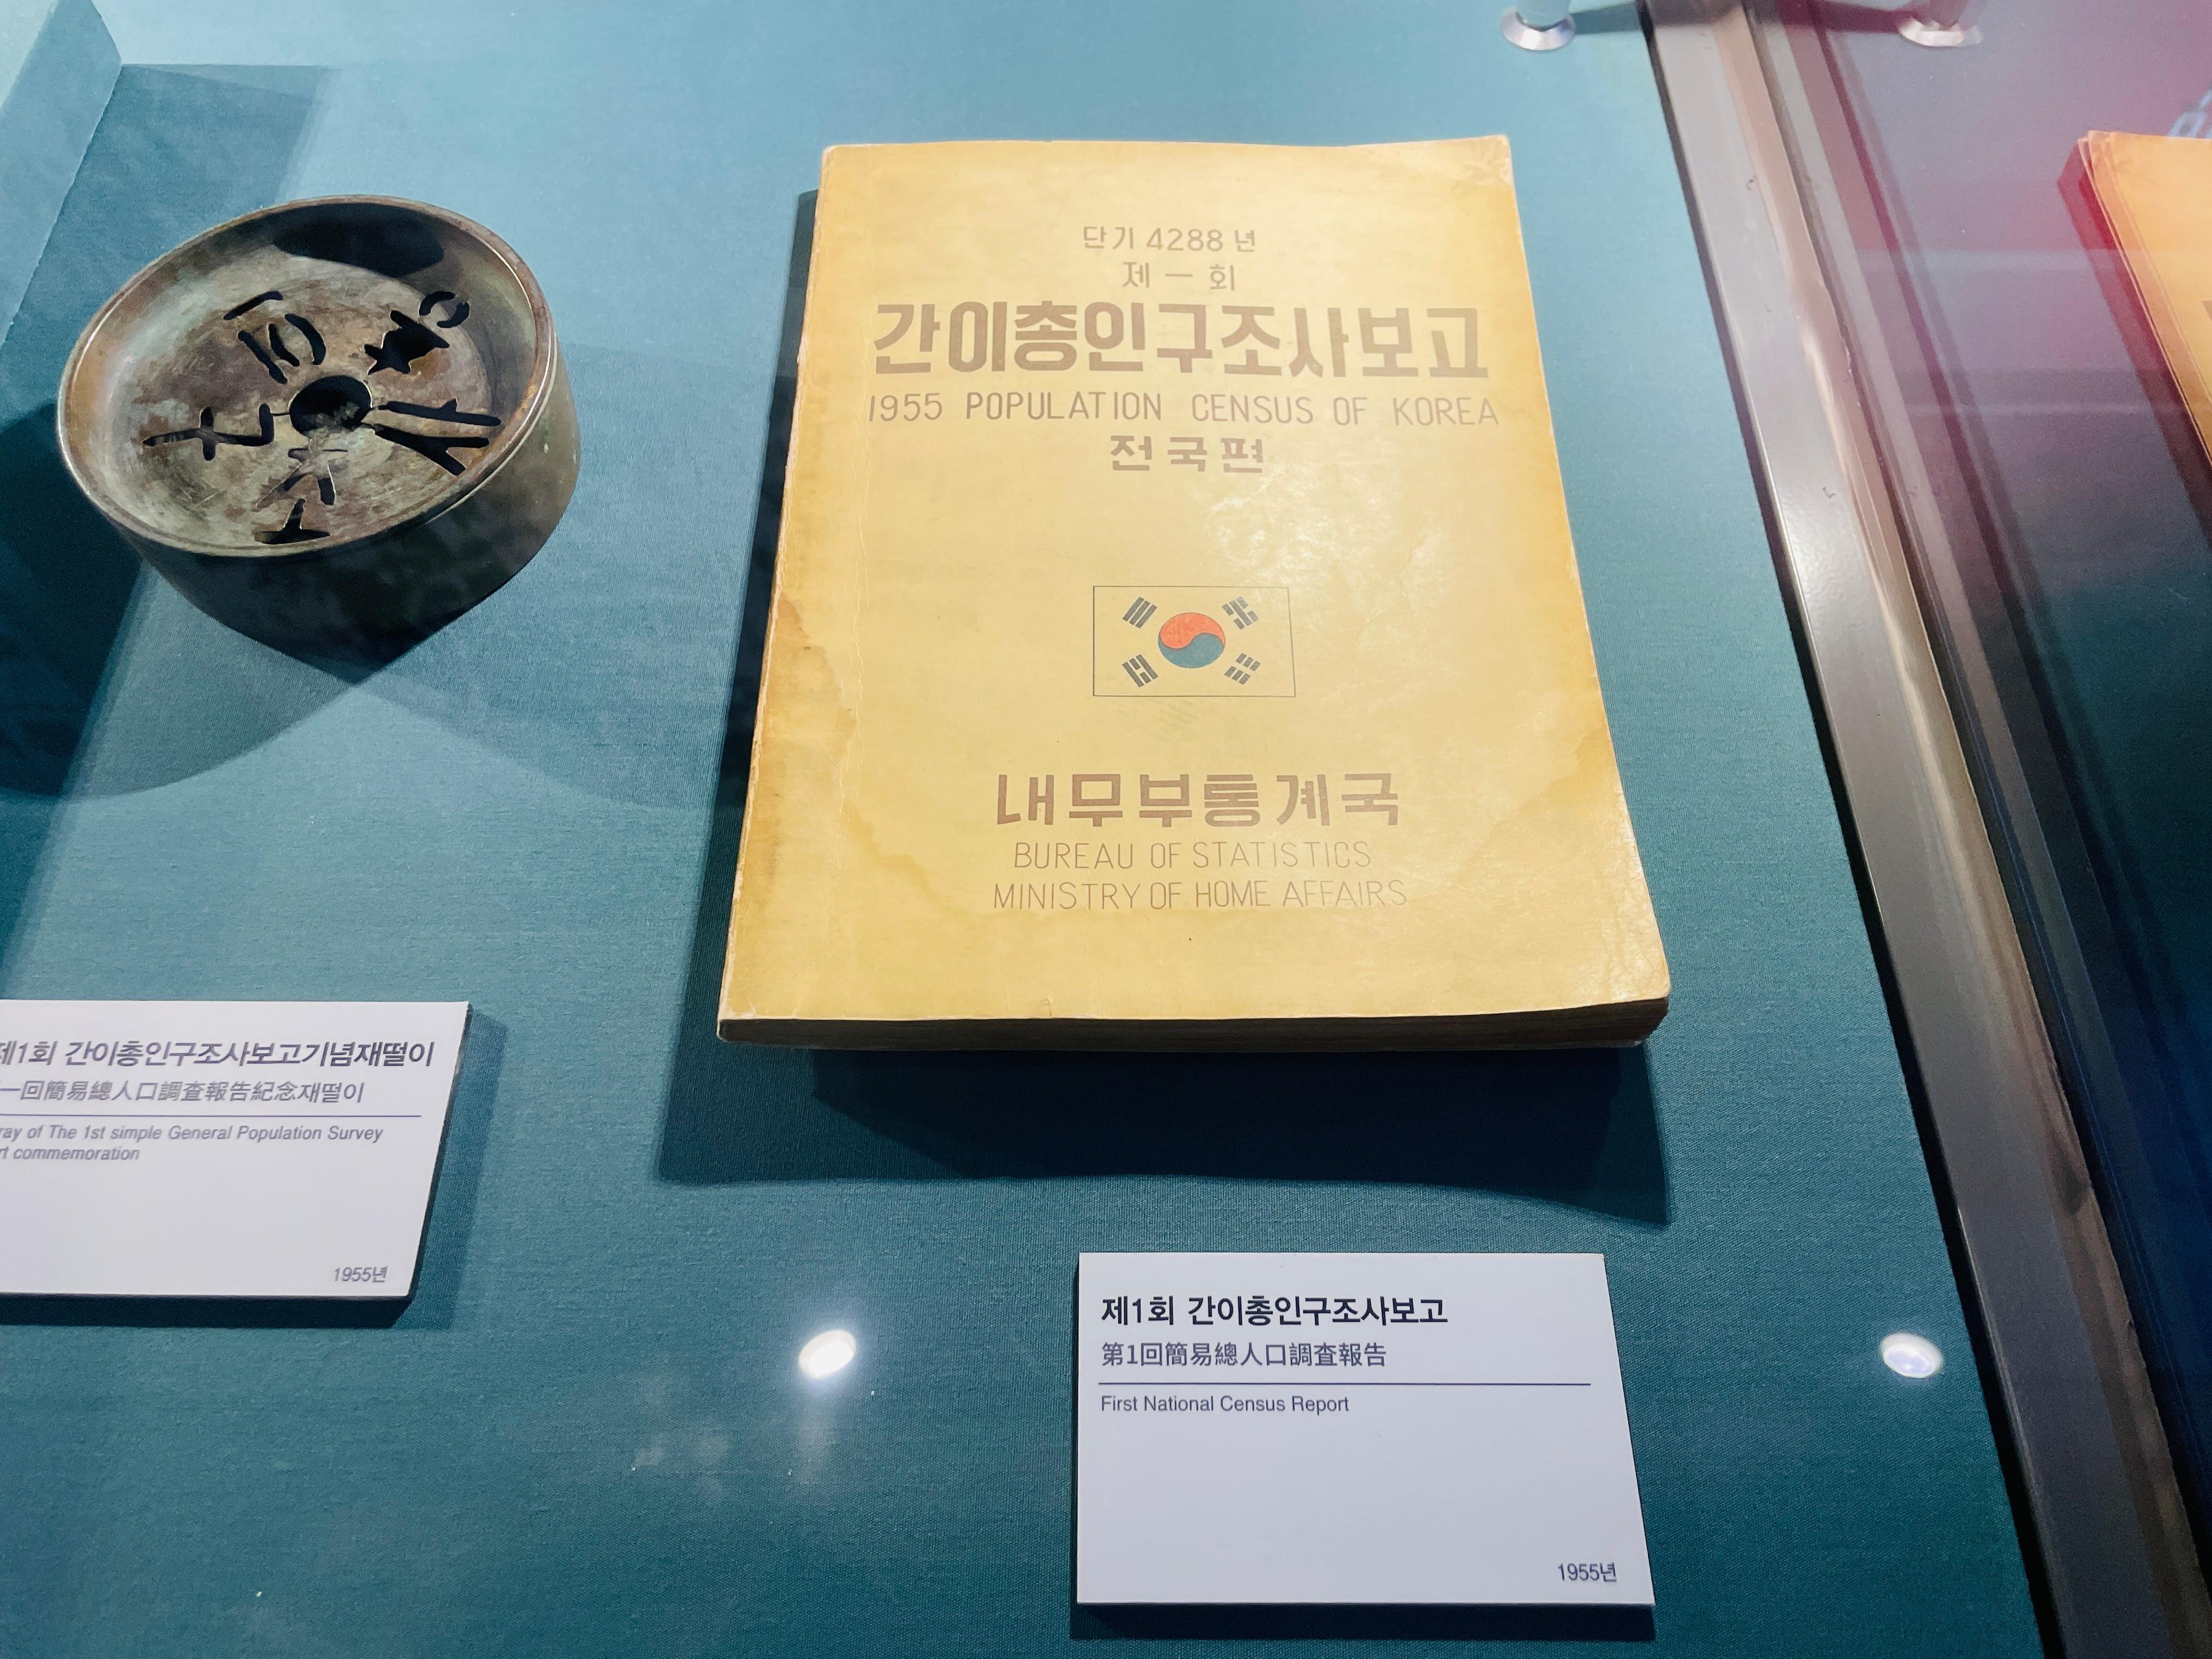 단기 4288 년
제 一 회
간이총인구조사보고
1955 POPULATION CENSUS OF KOREA
전국편
내무부통계국
BUREAU OF STATISTICS
MINISTRY OF HOME AFFAIRS
제1회 간이총인구조사보고기념재떨이
一回簡易總人口調査報告紀念재떨이
ray of The 1st simple General Population Survey
rt commemoration
1955년
제1회 간이총인구조사보고
第1回簡易總人口調査報告
First National Census Report
1955년